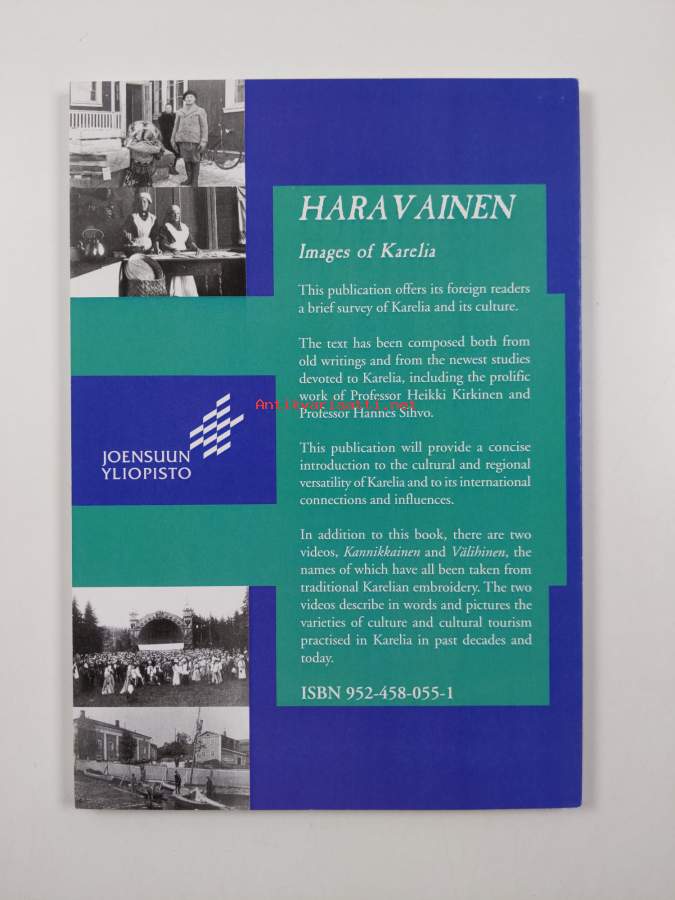 HARAVAINEN
Images of Karelia
This publication offers its foreign readers
a brief survey of Karelia and its culture.
The text has been composed both from
old writings and from the newest studies
devoted to Karelia, including the prolific
work of Professor Heikki Kirkinen and
Antikvariaatti.net
Professor Hannes Sihvo.
JOENSUUN
YLIOPISTO
This publication will provide a concise
introduction to the cultural and regional
versatility of Karelia and to its international
connections and influences.
In addition to this book, there are two
videos, Kannikkainen and Välihinen, the
names of which have all been taken from
traditional Karelian embroidery. The two
videos describe in words and pictures the
varieties of culture and cultural tourism
practised in Karelia in past decades and
today.
ISBN 952-458-055-1